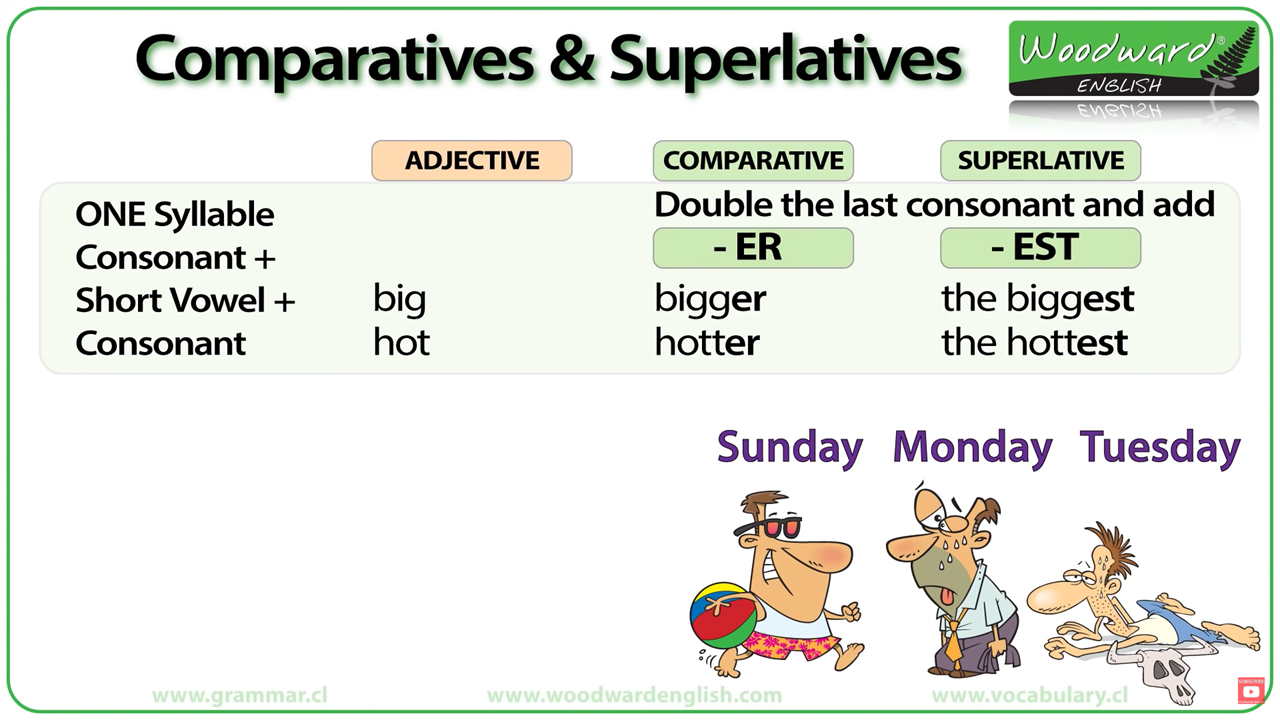 Comparatives & Superlatives
Woodward®
ENGLISH
ADJECTIVE COMPARATIVE SUPERLATIVE
ONE Syllable
Consonant +
Short Vowel +
Consonant
Double the last consonant and add
- ER - EST
big bigger the biggest
hot hotter the hottest
Sunday Monday Tuesday
www.grammar.cl www.woodwardenglish.com www.vocabulary.cl
SUBSCRIBE